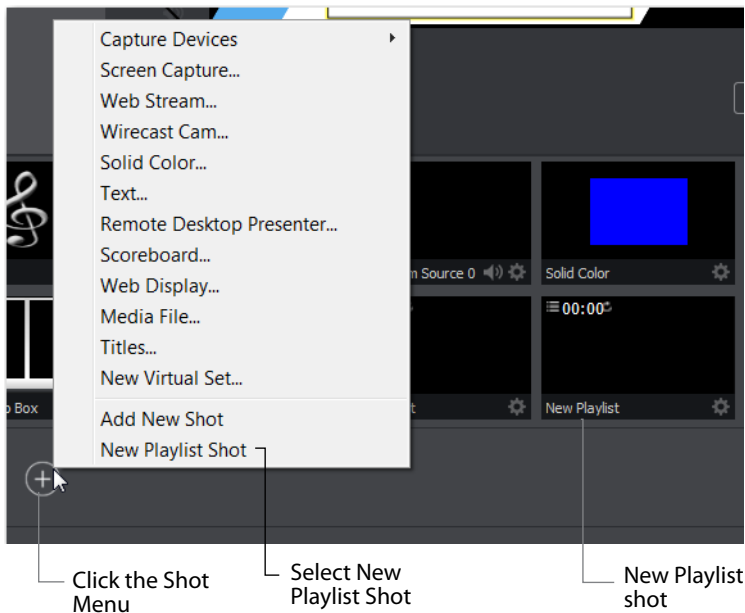 Capture Devices
Screen Capture...
Web Stream...
Wirecast Cam...
Solid Color...
Text...
Remote Desktop Presenter...
Scoreboard...
Web Display...
Media File...
Titles...
New Virtual Set...
Add New Shot
New Playlist Shot
Source 0
Solid Color
00:00
Box
New Playlist
Click the Shot
Menu
Select New
Playlist Shot
New Playlist
shot